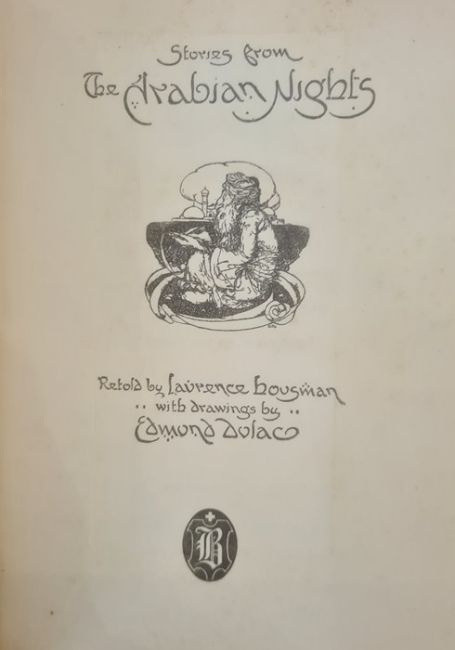 Stories from
The Arabian Nights
Retold by Laurence Housman
with drawings by
Edmund Dulac
B